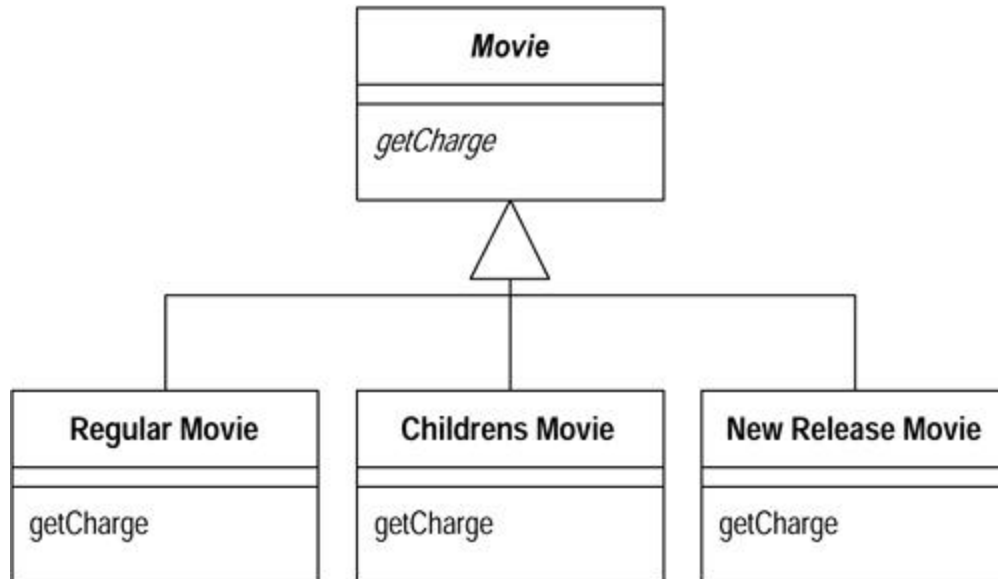 Movie
getCharge
Regular Movie
Childrens Movie
New Release Movie
getCharge
getCharge
getCharge